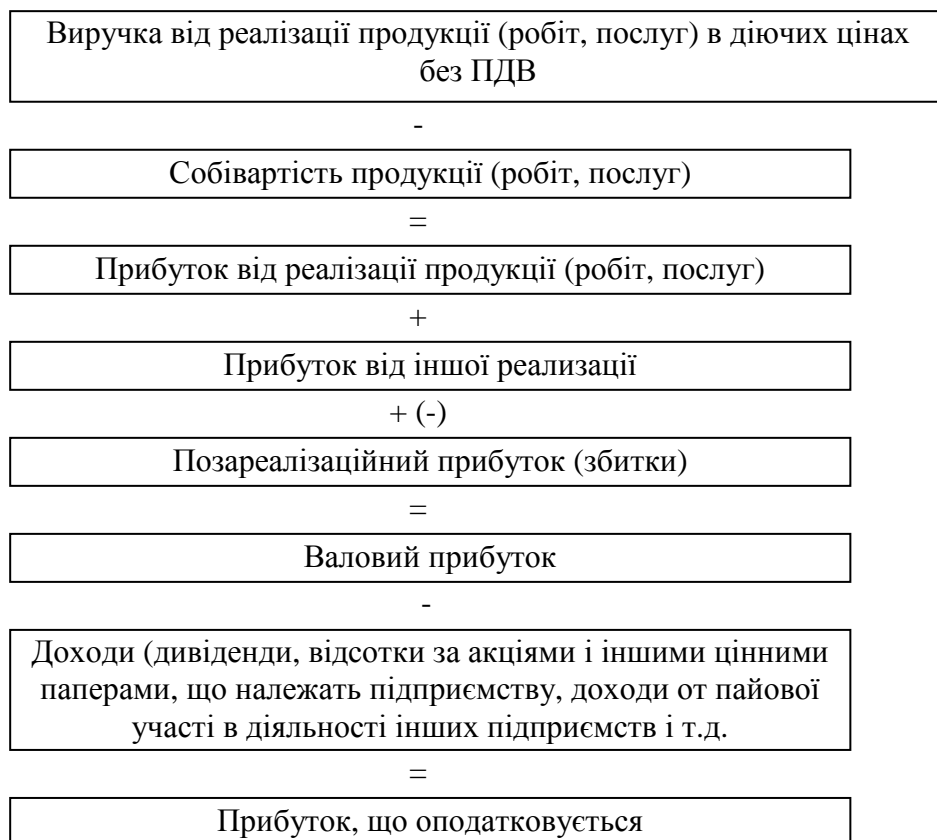 Виручка від реалізації продукції (робіт, послуг) в діючих цінах
без ПДВ
-
Собівартість продукції (робіт, послуг)
=
Прибуток від реалізації продукції (робіт, послуг)
+
Прибуток від іншої реализації
+ (-)
Позареалізаційний прибуток (збитки)
=
Валовий прибуток
-
Доходи (дивіденди, відсотки за акціями і іншими цінними
паперами, що належать підприємству, доходи от пайової
участі в діяльності інших підприємств і т.д.
=
Прибуток, що оподатковується